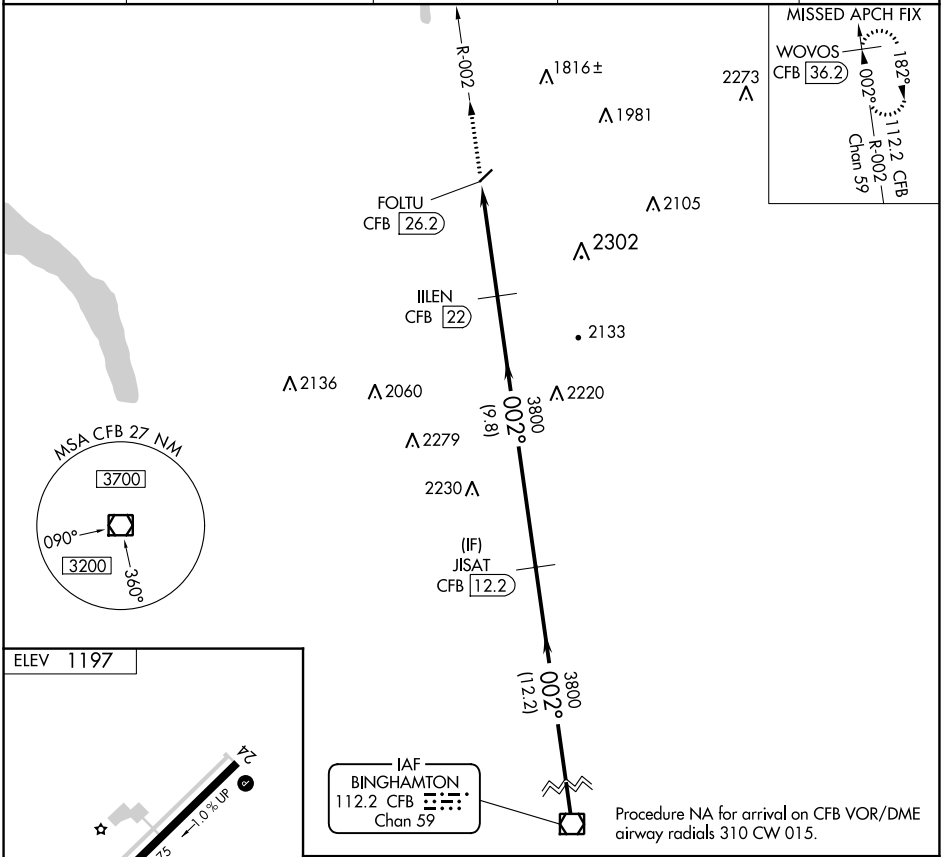 MISSED APCH FIX
WOVOS
CFB 36.2
002°
182°
112.2 CFB
R-002
Chan 59
R-002
1816±
2273
1981
FOLTU
CFB 26.2
2105
2302
IILEN
CFB 22
2133
2136
2060
2220
3800
002°
(9.8)
2279
MSA CFB 27 NM
3700
090°
3200
360°
2230
(IF)
JISAT
CFB 12.2
3800
002°
(12.2)
ELEV 1197
24
P
1.0% UP
75
IAF
BINGHAMTON
112.2 CFB
Chan 59
Procedure NA for arrival on CFB VOR/DME
airway radials 310 CW 015.